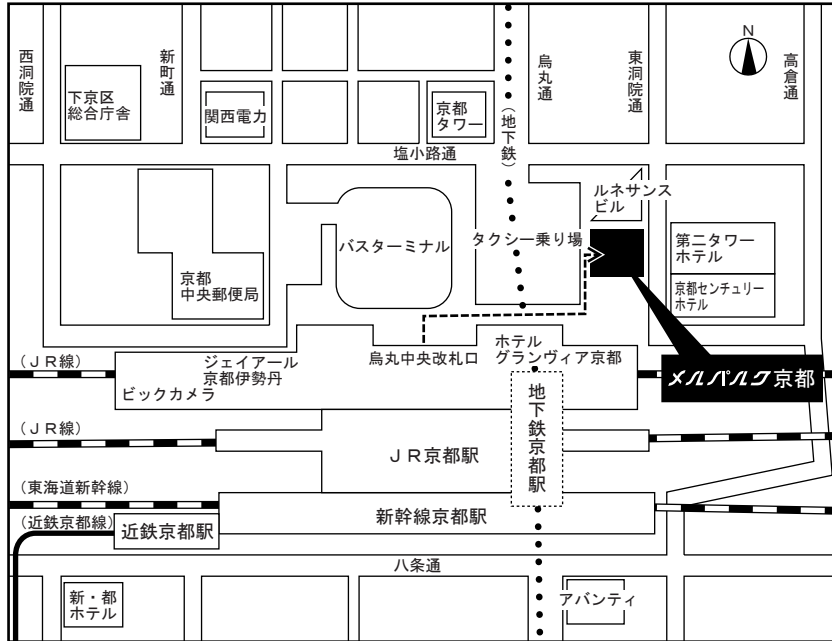 西洞院通
新町通
烏丸通
東洞院通
高倉通
N
下京区
総合庁舎
関西電力
京都
タワー
(地下鉄)
塩小路通
ルネサンス
ビル
バスターミナル
タクシー乗り場
第二タワー
ホテル
京都センチュリー
ホテル
京都
中央郵便局
(JR線)
ジェイアール
京都伊勢丹
ビックカメラ
烏丸中央改札口
ホテル
グランヴィア京都
メルパルク京都
地下鉄京都駅
(JR線)
JR京都駅
(東海道新幹線)
新幹線京都駅
(近鉄京都線)
近鉄京都駅
八条通
新・都
ホテル
アバンティ